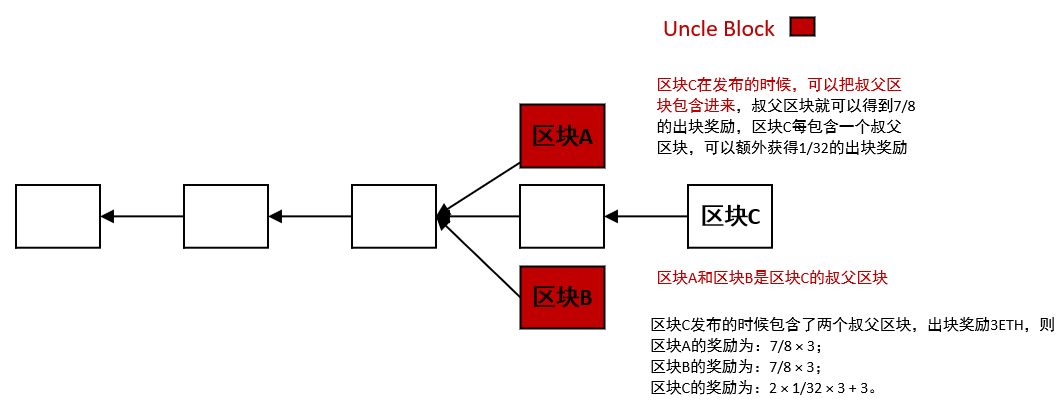 Uncle Block
区块C在发布的时候，可以把叔父区
块包含进来，叔父区块就可以得到7/8
的出块奖励，区块C每包含一个叔父
区块，可以额外获得1/32的出块奖励
区块A
区块C
区块B
区块A和区块B是区块C的叔父区块
区块C发布的时候包含了两个叔父区块，出块奖励3ETH，则
区块A的奖励为：7/8 × 3；
区块B的奖励为：7/8 × 3；
区块C的奖励为：2 × 1/32 × 3 + 3。